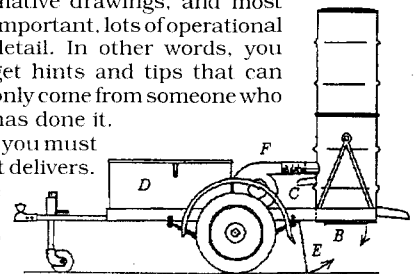 native drawings, and most
important, lots of operational
detail. In other words, you
get hints and tips that can
only come from someone who
has done it.
you must
t delivers.
F
D
C
B
E